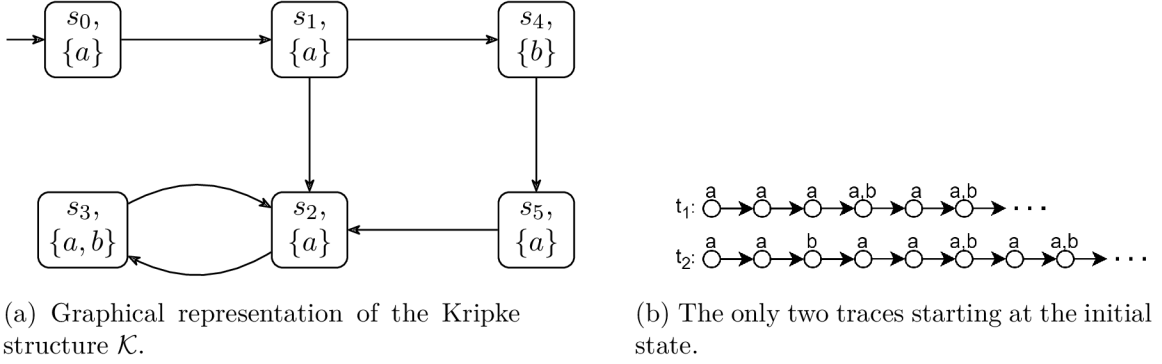 s₀, s₁, s₄,
{a} {a} {b}
s₃, s₂, s₅,
{a, b} {a} {a}
a a a a,b a a,b
t₁: · · ·
a a b a a a,b a a,b
t₂: · · ·
(a) Graphical representation of the Kripke
structure 𝒦.
(b) The only two traces starting at the initial
state.